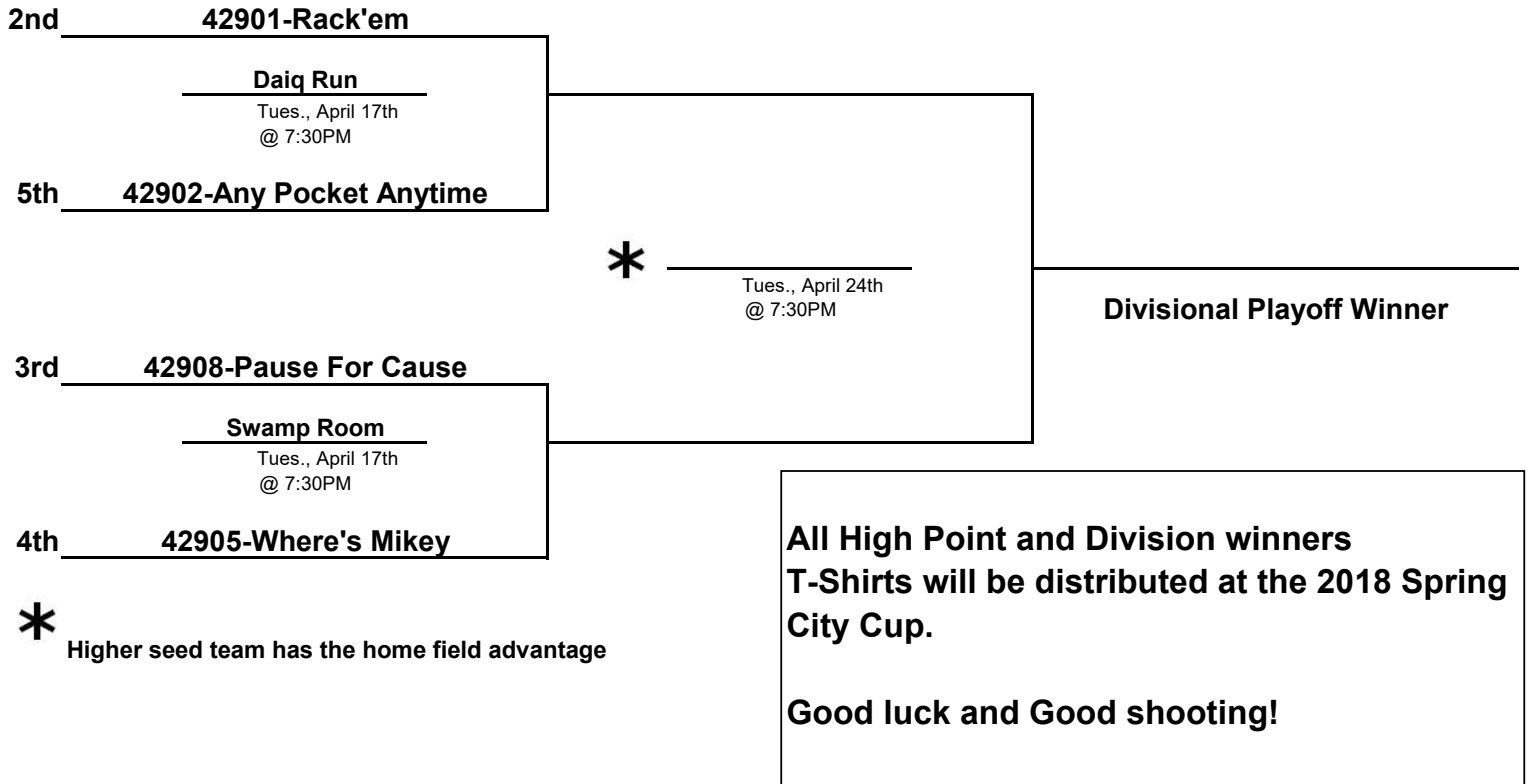 2nd 42901-Rack'em
Daiq Run
Tues., April 17th
@ 7:30PM
5th 42902-Any Pocket Anytime
*
Tues., April 24th
@ 7:30PM
Divisional Playoff Winner
3rd 42908-Pause For Cause
Swamp Room
Tues., April 17th
@ 7:30PM
4th 42905-Where's Mikey
* Higher seed team has the home field advantage
All High Point and Division winners
T-Shirts will be distributed at the 2018 Spring
City Cup.
Good luck and Good shooting!